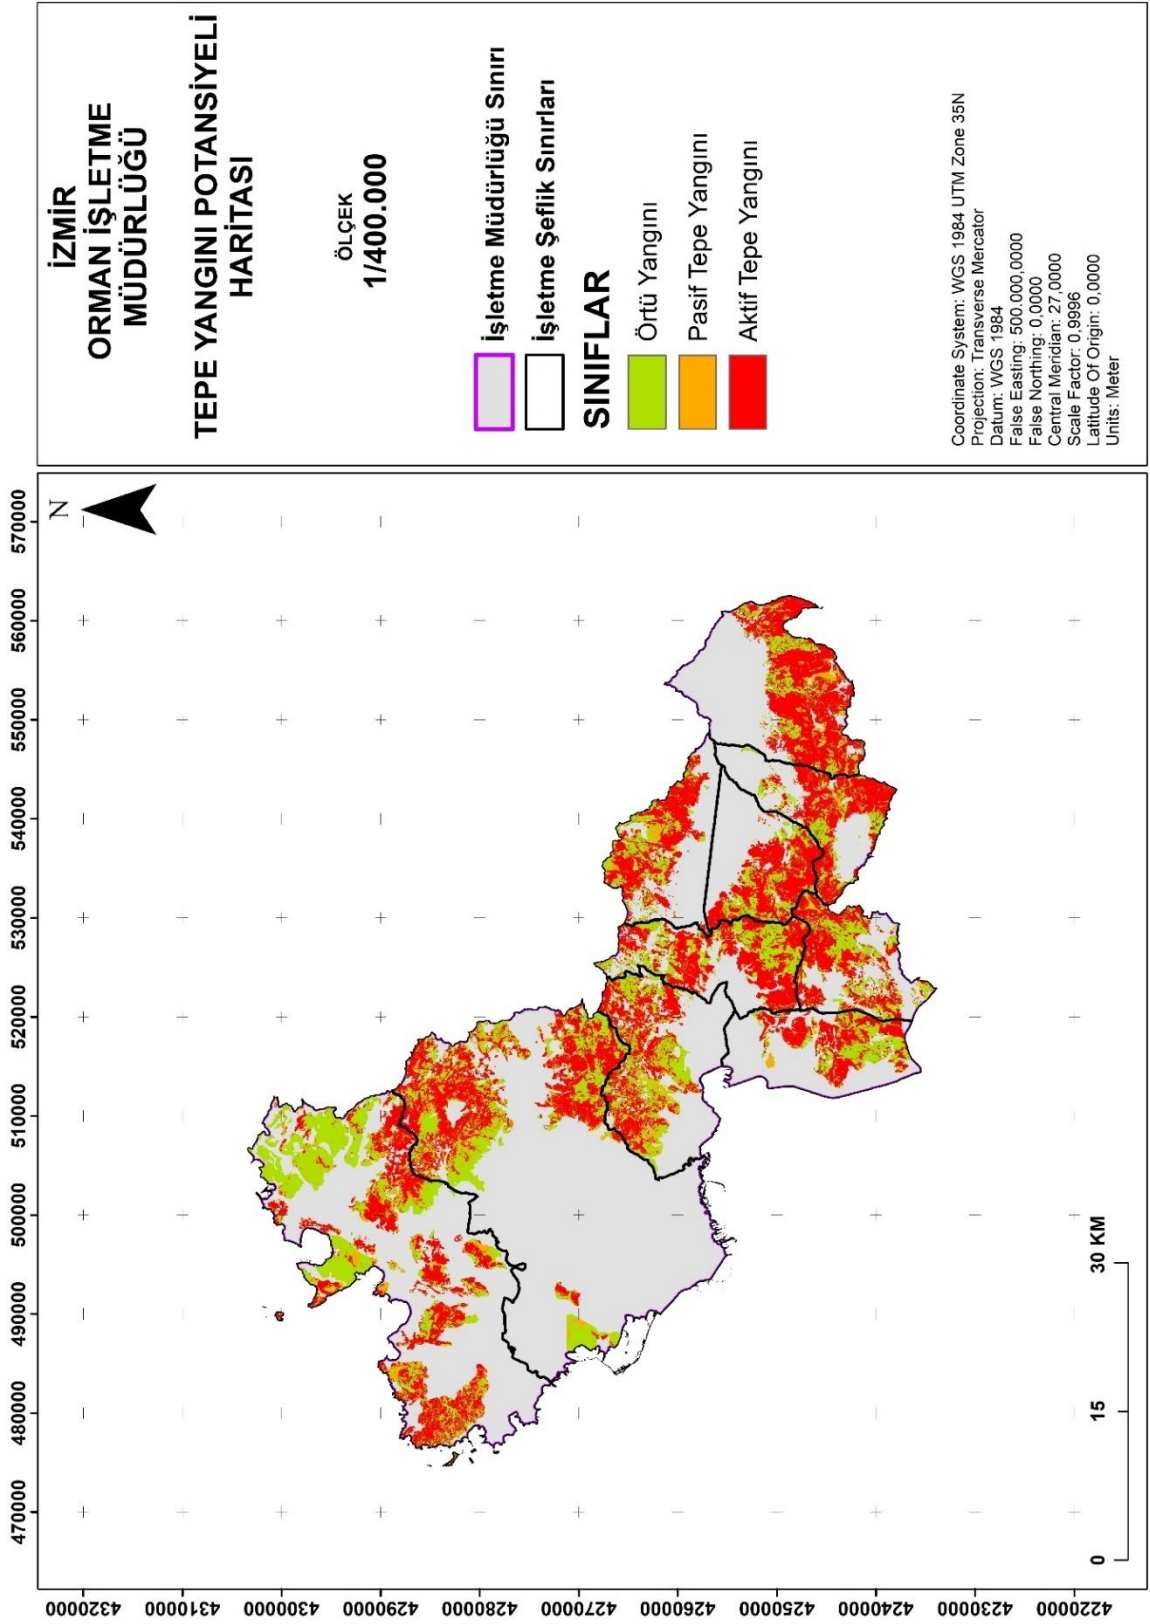 İZMİR
ORMAN İŞLETME
MÜDÜRLÜĞÜ
TEPE YANGINI POTANSİYELİ
HARİTASI
ÖLÇEK
1/400.000
İşletme Müdürlüğü Sınırı
İşletme Şeflik Sınırları
SINIFLAR
Örtü Yangını
Pasif Tepe Yangını
Aktif Tepe Yangını
Coordinate System: WGS 1984 UTM Zone 35N
Projection: Transverse Mercator
Datum: WGS 1984
False Easting: 500.000,0000
False Northing: 0,0000
Central Meridian: 27,0000
Scale Factor: 0,9996
Latitude Of Origin: 0,0000
Units: Meter
N
470000 480000 490000 500000 510000 520000 530000 540000 550000 560000 570000
4320000
4310000
4300000
4290000
4280000
4270000
4260000
4250000
4240000
4230000
4220000
0 15 30 KM